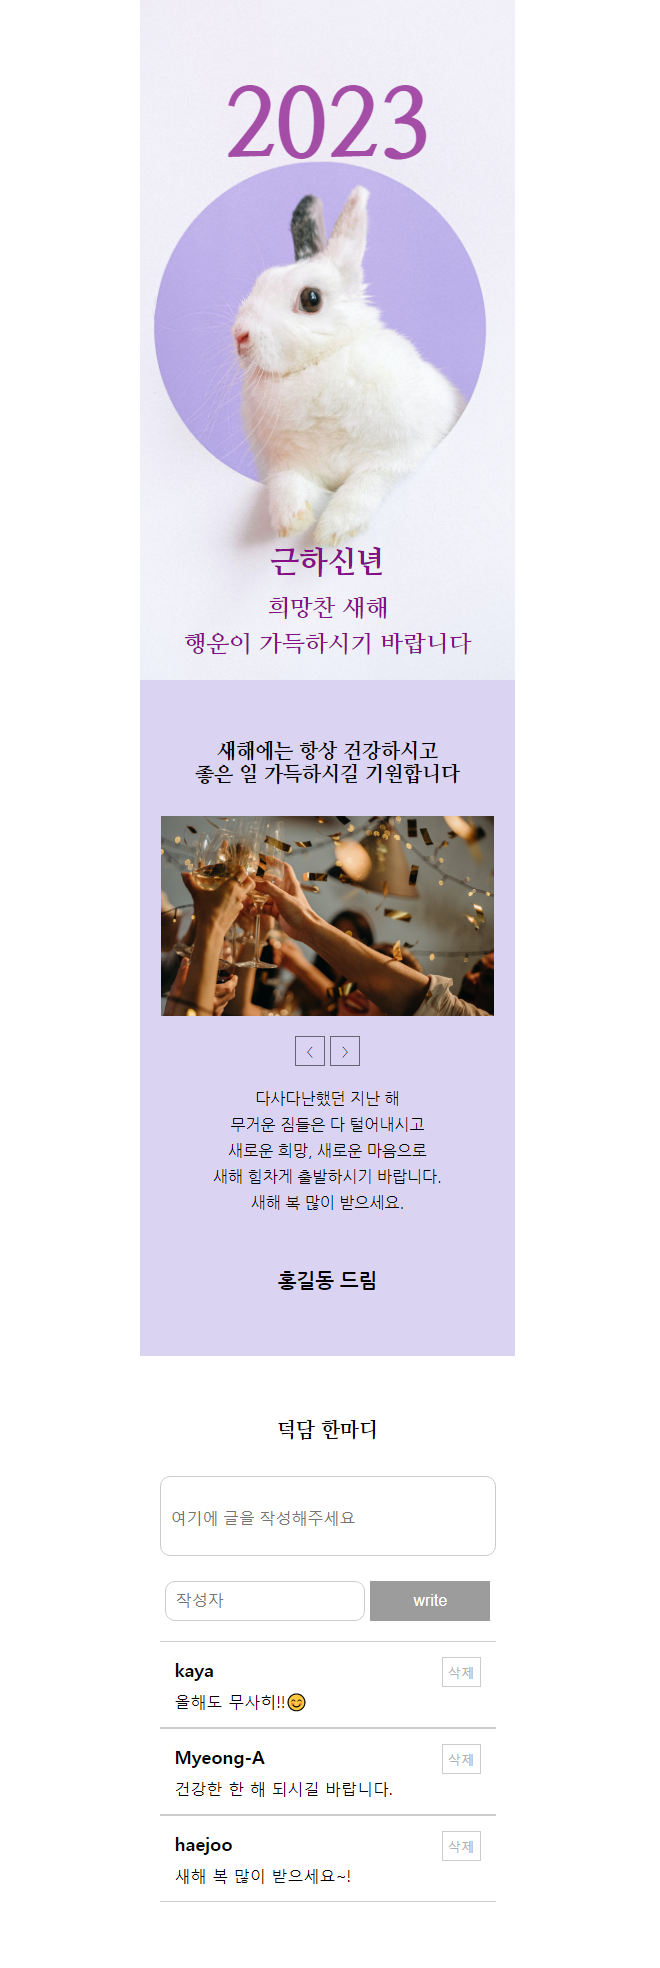 2023
근하신년
희망찬 새해
행운이 가득하시기 바랍니다
새해에는 항상 건강하시고
좋은 일 가득하시길 기원합니다
다사다난했던 지난 해
무거운 짐들은 다 털어내시고
새로운 희망, 새로운 마음으로
새해 힘차게 출발하시기 바랍니다.
새해 복 많이 받으세요.
홍길동 드림
덕담 한마디
여기에 글을 작성해주세요
작성자 write
kaya 삭제
올해도 무사히!!😊
Myeong-A 삭제
건강한 한 해 되시길 바랍니다.
haejoo 삭제
새해 복 많이 받으세요~!